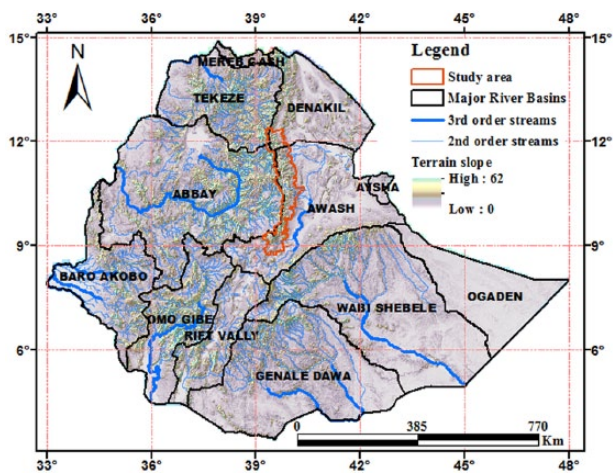 33° 36° 39° 42° 45° 48°
15° 15°
N
Legend
Study area
Major River Basins
3rd order streams
2nd order streams
Terrain slope
High : 62
Low : 0
MEREB GASH
TEKEZE
DENAKIL
12° 12°
ABBAY
AYSHA
AWASH
9° 9°
BARO AKOBO
WABI SHEBELE
OGADEN
OMO GIBE
RIFT VALLY
6° 6°
GENALE DAWA
0 385 770
Km
33° 36° 39° 42° 45° 48°